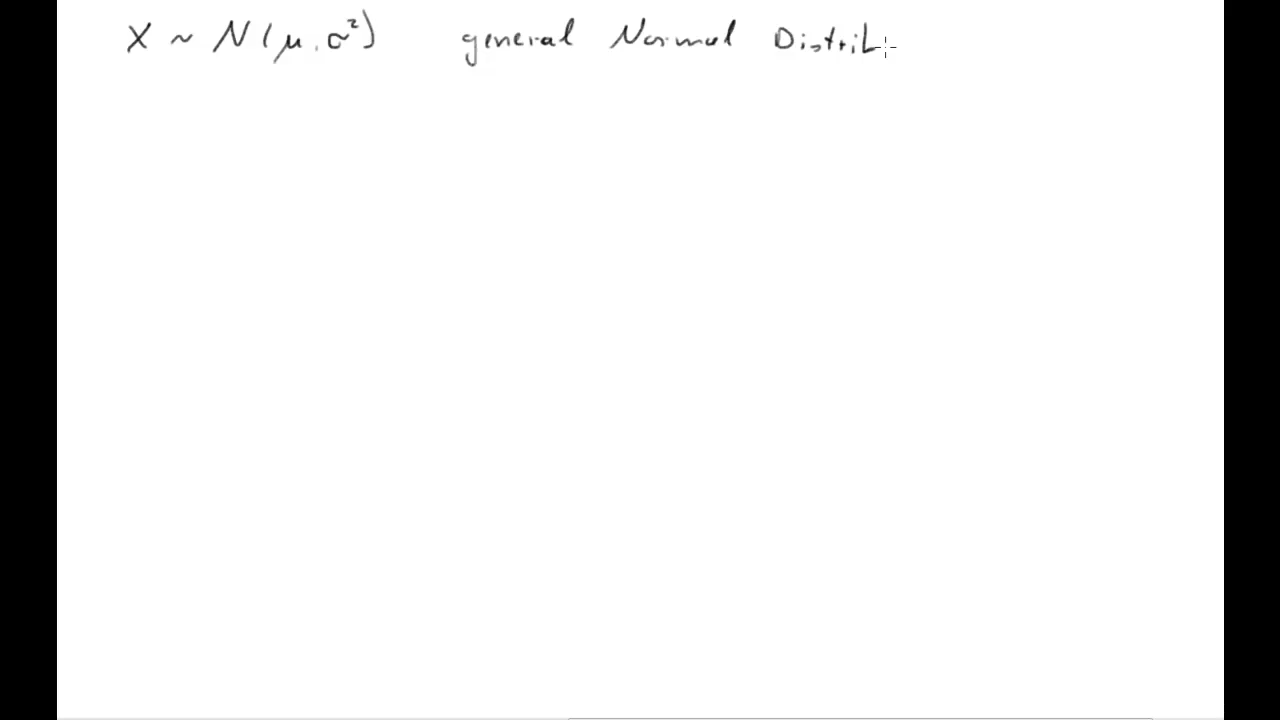 X ~ N(μ, σ²) general Normal Distrib